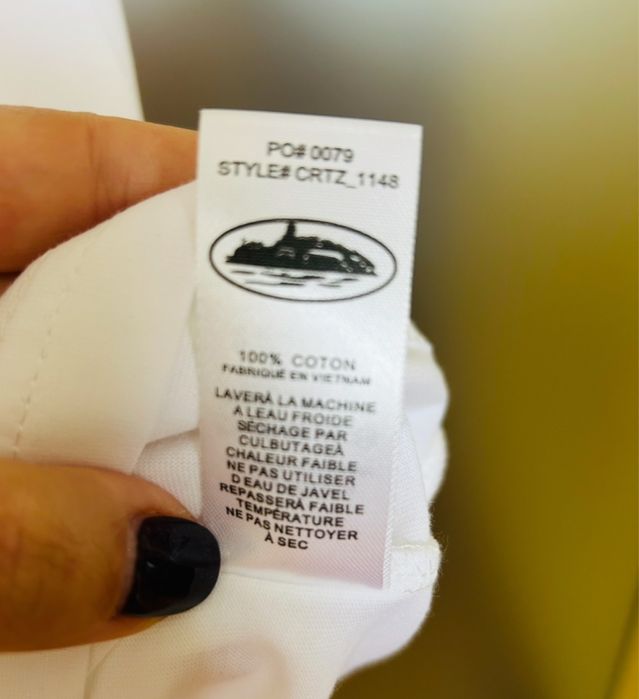 PO# 0079
STYLE# CRTZ_1148
100% COTON
FABRIQUÉ EN VIETNAM
LAVERÀ LA MACHINE
A LEAU FROIDE
SÉCHAGE PAR
CULBUTAGEÀ
CHALEUR FAIBLE
NE PAS UTILISER
D EAU DE JAVEL
REPASSERÀ FAIBLE
TEMPÉRATURE
NE PAS NETTOYER
À SEC